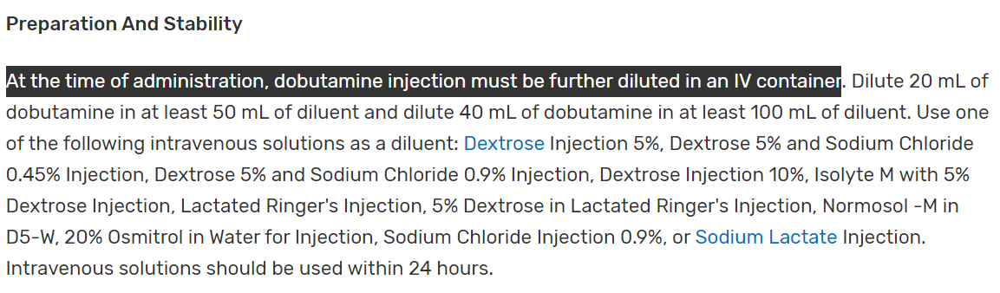 Preparation And Stability
At the time of administration, dobutamine injection must be further diluted in an IV container. Dilute 20 mL of
dobutamine in at least 50 mL of diluent and dilute 40 mL of dobutamine in at least 100 mL of diluent. Use one
of the following intravenous solutions as a diluent: Dextrose Injection 5%, Dextrose 5% and Sodium Chloride
0.45% Injection, Dextrose 5% and Sodium Chloride 0.9% Injection, Dextrose Injection 10%, Isolyte M with 5%
Dextrose Injection, Lactated Ringer's Injection, 5% Dextrose in Lactated Ringer's Injection, Normosol -M in
D5-W, 20% Osmitrol in Water for Injection, Sodium Chloride Injection 0.9%, or Sodium Lactate Injection.
Intravenous solutions should be used within 24 hours.